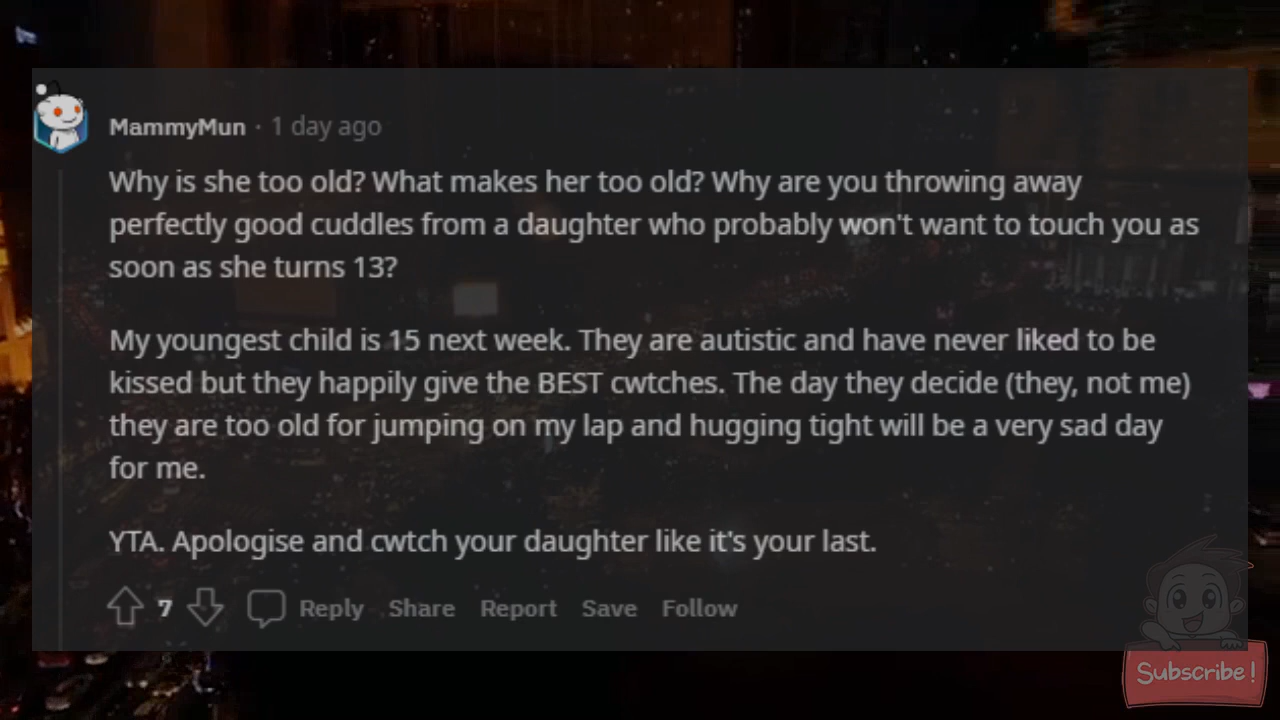 MammyMun · 1 day ago
Why is she too old? What makes her too old? Why are you throwing away
perfectly good cuddles from a daughter who probably won't want to touch you as
soon as she turns 13?
My youngest child is 15 next week. They are autistic and have never liked to be
kissed but they happily give the BEST cwtches. The day they decide (they, not me)
they are too old for jumping on my lap and hugging tight will be a very sad day
for me.
YTA. Apologise and cwtch your daughter like it's your last.
7 Reply Share Report Save Follow
Subscribe!